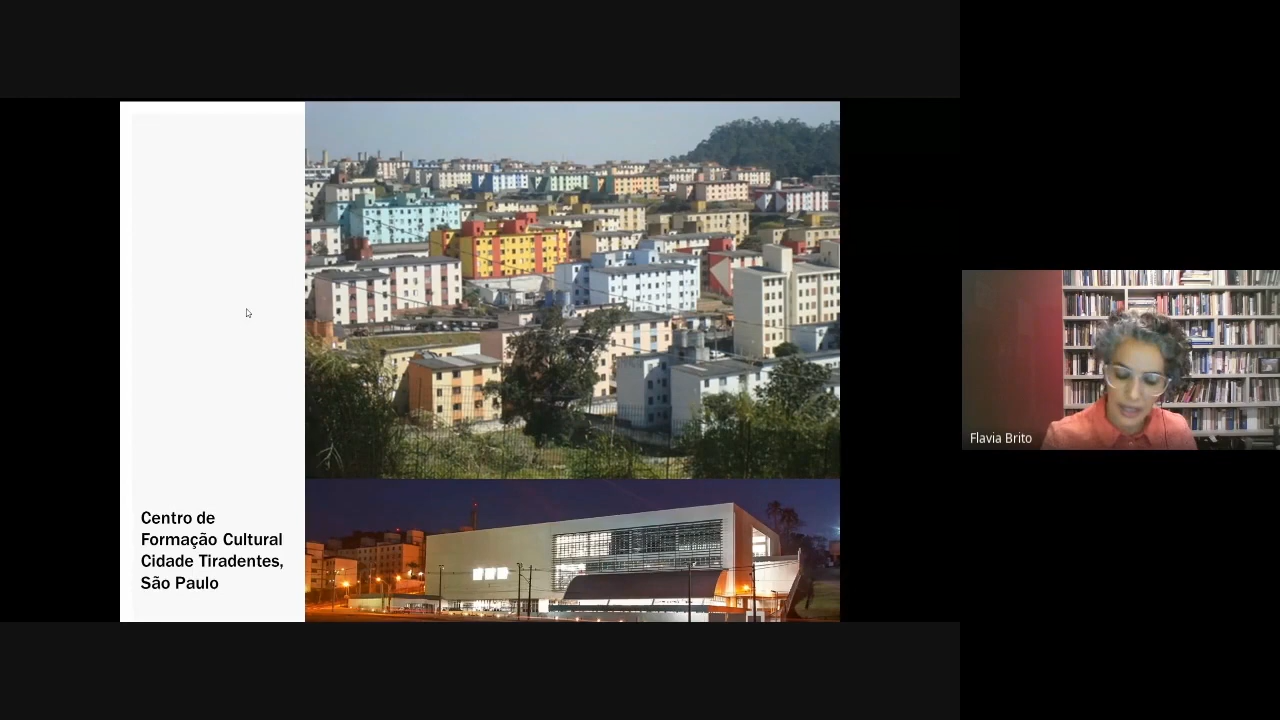 Centro de
Formação Cultural
Cidade Tiradentes,
São Paulo
Flavia Brito